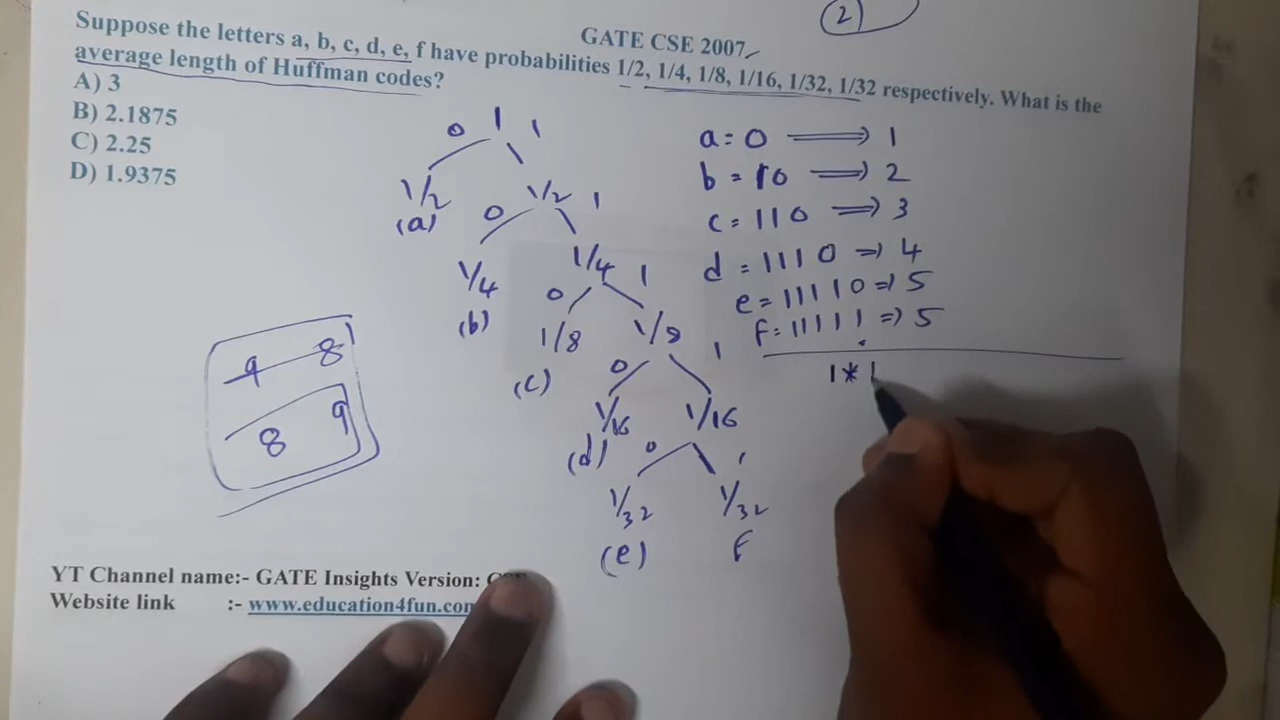 2
GATE CSE 2007
Suppose the letters a, b, c, d, e, f have probabilities 1/2, 1/4, 1/8, 1/16, 1/32, 1/32 respectively. What is the
average length of Huffman codes?
A) 3
B) 2.1875
C) 2.25
D) 1.9375
1
0 1
1/2 1/2
(a) 0 1
1/4 1/4
(b) 0 1
1/8 1/8
(c) 0 1
1/16 1/16
(d) 0 1
1/32 1/32
(e) F
a = 0 ⟹ 1
b = 10 ⟹ 2
c = 110 ⟹ 3
d = 1110 ⇒ 4
e = 11110 ⇒ 5
F = 11111 ⇒ 5
1*1
9 8
8 9
YT Channel name:- GATE Insights Version:
Website link :- www.education4fun.com